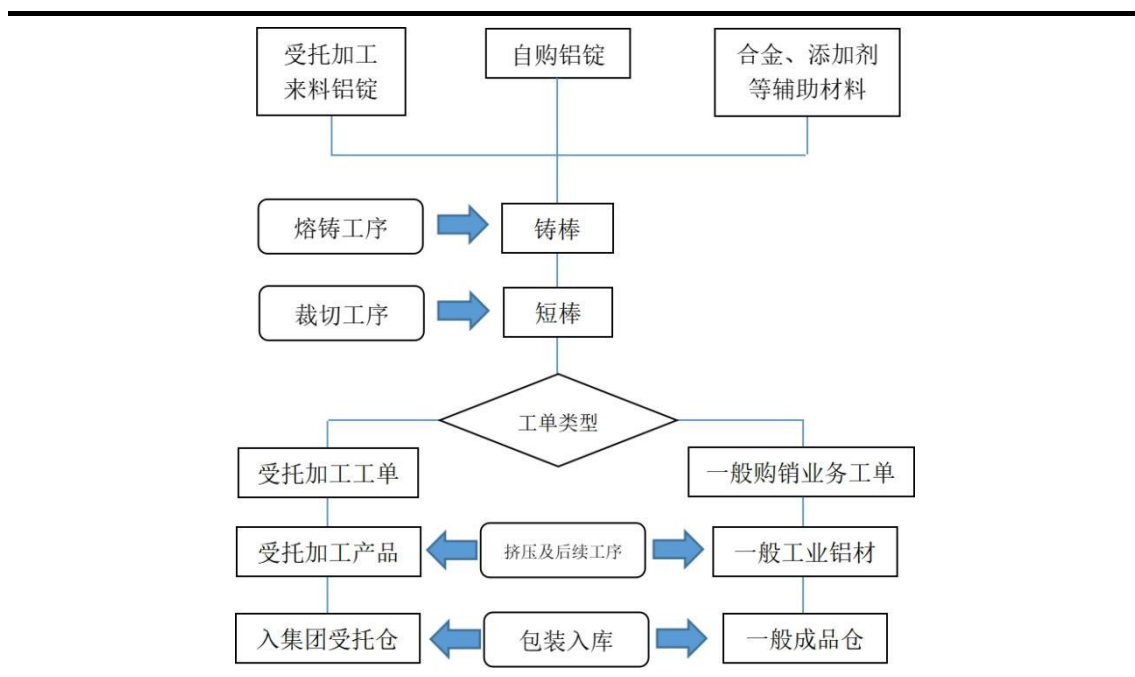 受托加工
来料铝锭
自购铝锭
合金、添加剂
等辅助材料
熔铸工序
铸棒
裁切工序
短棒
工单类型
受托加工工单
一般购销业务工单
受托加工产品
挤压及后续工序
一般工业铝材
入集团受托仓
包装入库
一般成品仓